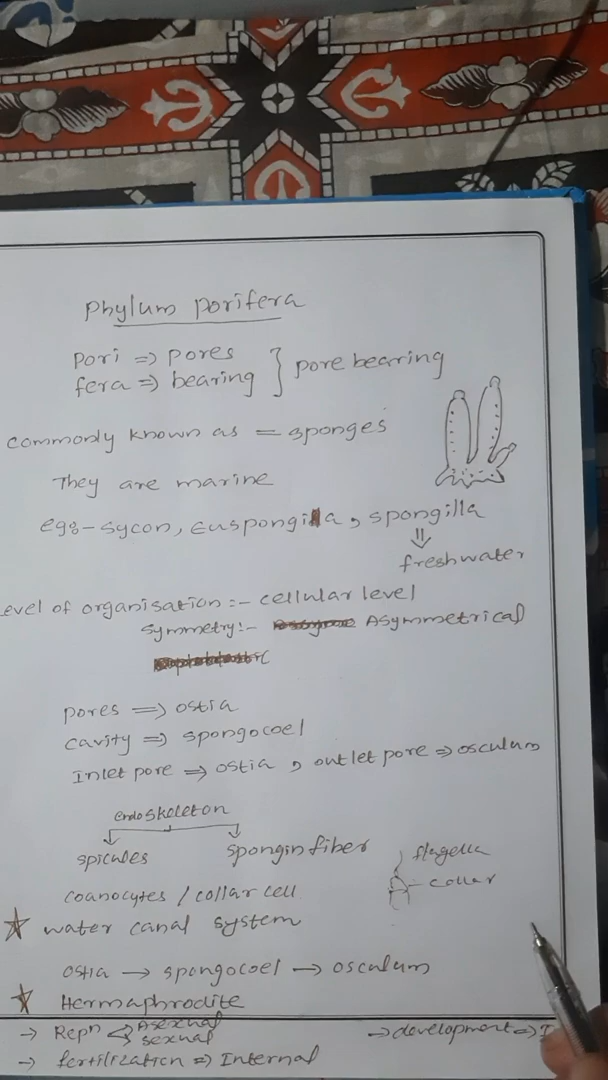 Phylum porifera
pori => pores
fera => bearing } pore bearing
commonly known as = sponges
They are marine
egs - sycon, Euspongilla, spongilla
⇓
freshwater
evel of organisation :- cellular level
symmetry :- Asymmetrical
pores => ostia
cavity => spongocoel
Inlet pore => ostia, outlet pore => osculum
endoskeleton
spicules spongin fiber
flagella
coanocytes / collar cell
collar
☆ water canal system
ostia → spongocoel → osculum
☆ Hermaphrodite
→ Repn Asexual
sexual
→ development => I
→ fertilization => Internal